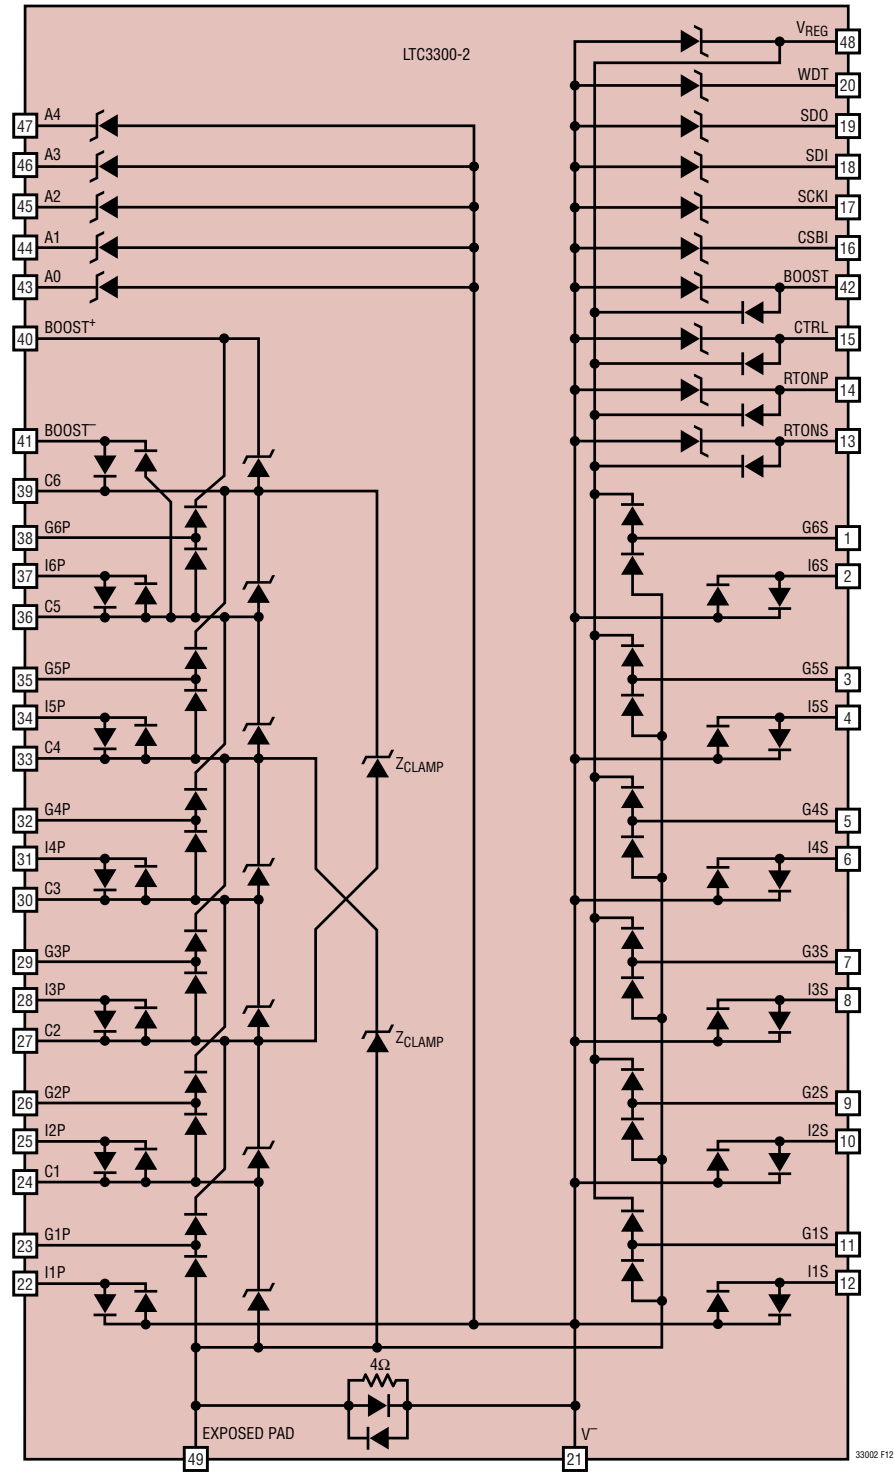 LTC3300-2
V_REG 48
WDT 20
47 A4
SDO 19
46 A3
SDI 18
45 A2
SCKI 17
44 A1
CSBI 16
43 A0
BOOST 42
40 BOOST⁺
CTRL 15
RTONP 14
41 BOOST⁻
RTONS 13
39 C6
38 G6P
G6S 1
37 I6P
I6S 2
36 C5
35 G5P
G5S 3
34 I5P
I5S 4
33 C4
Z_CLAMP
32 G4P
G4S 5
31 I4P
I4S 6
30 C3
29 G3P
G3S 7
28 I3P
I3S 8
27 C2
Z_CLAMP
26 G2P
G2S 9
25 I2P
I2S 10
24 C1
23 G1P
G1S 11
22 I1P
I1S 12
4Ω
EXPOSED PAD
49
V⁻
21
33002 F12